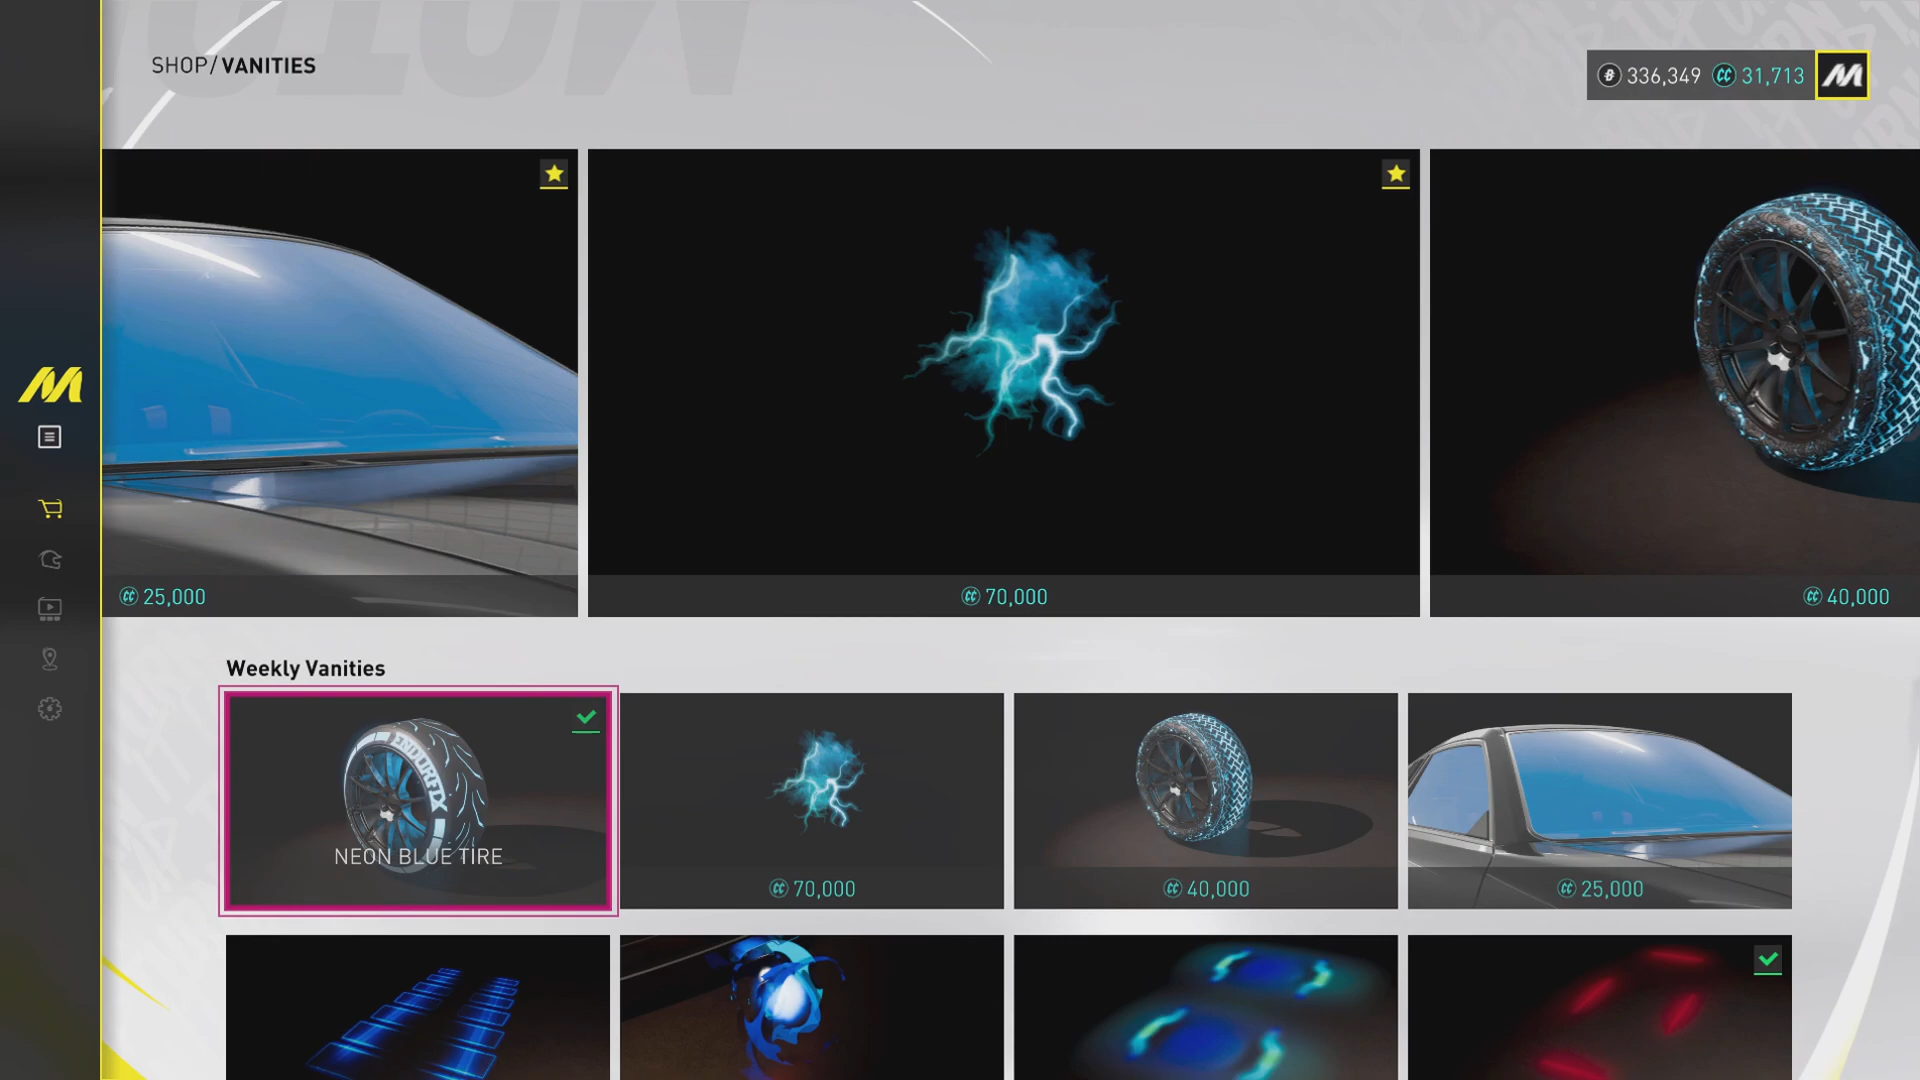 SHOP/VANITIES
336,349 31,713
25,000
70,000
40,000
Weekly Vanities
ENDURFIX
NEON BLUE TIRE
70,000
40,000
25,000